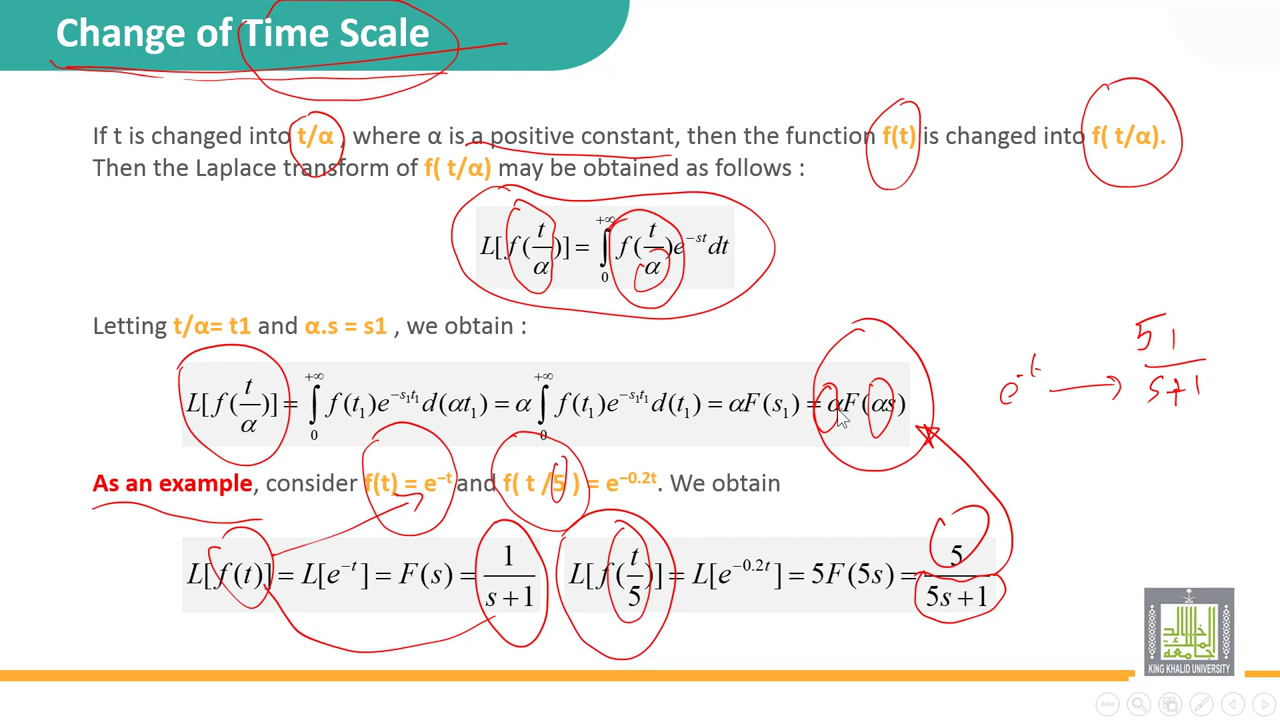 Change of Time Scale
If t is changed into t/α , where α is a positive constant, then the function f(t) is changed into f( t/α).
Then the Laplace transform of f( t/α) may be obtained as follows :
L[f(t/α)] = ∫₀^{+∞} f(t/α)e^{−st}dt
Letting t/α= t1 and α.s = s1 , we obtain :
L[f(t/α)] = ∫₀^{+∞} f(t₁)e^{−s₁t₁}d(αt₁) = α∫₀^{+∞} f(t₁)e^{−s₁t₁}d(t₁) = αF(s₁) = αF(αs)
e^{-t} → 51/s+1
As an example, consider f(t) = e^{−t} and f( t /5 ) = e^{−0.2t}. We obtain
L[f(t)] = L[e^{−t}] = F(s) = 1/s+1
L[f(t/5)] = L[e^{−0.2t}] = 5F(5s) = 5/5s+1
KING KHALID UNIVERSITY